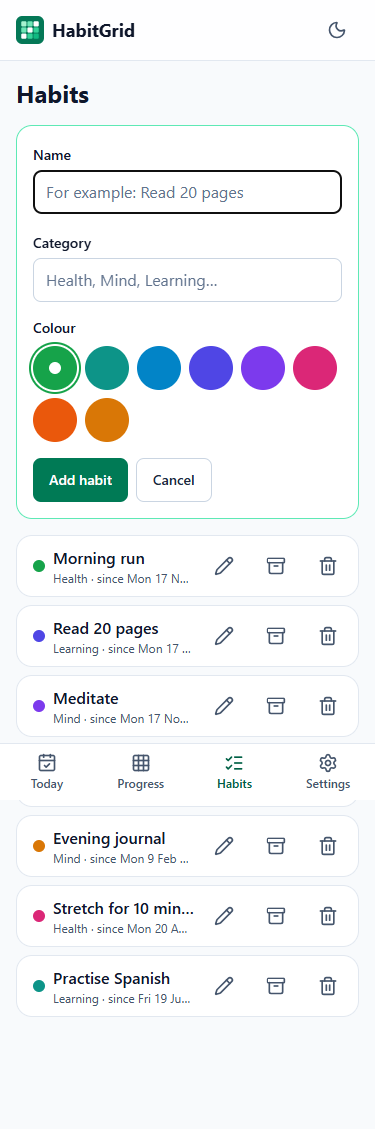 HabitGrid
Habits
Name
For example: Read 20 pages
Category
Health, Mind, Learning...
Colour
Add habit
Cancel
Morning run
Health · since Mon 17 N...
Read 20 pages
Learning · since Mon 17 ...
Meditate
Mind · since Mon 17 No...
Today
Progress
Habits
Settings
Evening journal
Mind · since Mon 9 Feb ...
Stretch for 10 min...
Health · since Mon 20 A...
Practise Spanish
Learning · since Fri 19 Ju...